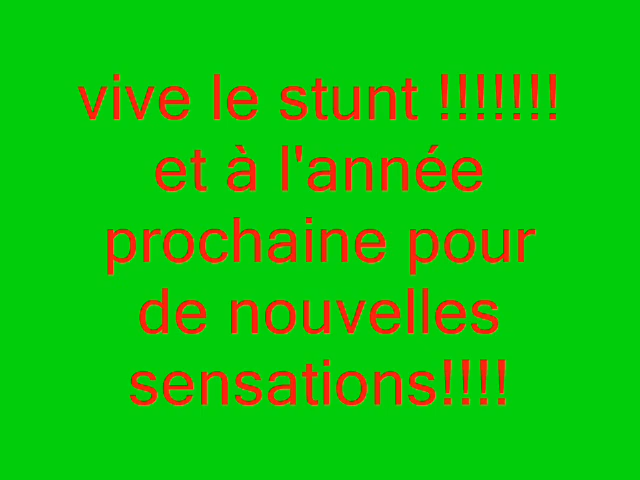 vive le stunt !!!!!!!
et à l'année
prochaine pour
de nouvelles
sensations!!!!